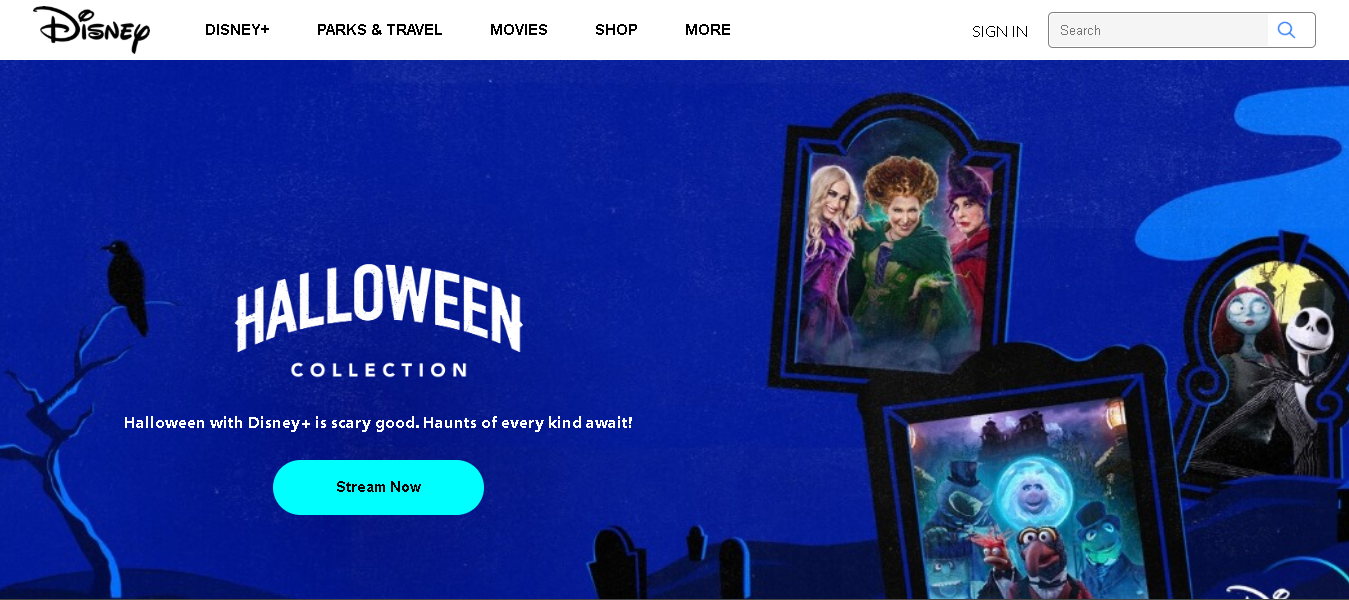 Disney
DISNEY+
PARKS & TRAVEL
MOVIES
SHOP
MORE
SIGN IN
Search
HALLOWEEN
COLLECTION
Halloween with Disney+ is scary good. Haunts of every kind await!
Stream Now